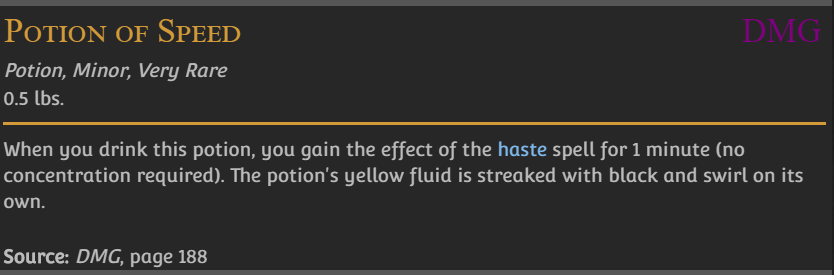 Potion of Speed DMG
Potion, Minor, Very Rare
0.5 lbs.
When you drink this potion, you gain the effect of the haste spell for 1 minute (no
concentration required). The potion's yellow fluid is streaked with black and swirl on its
own.
Source: DMG, page 188